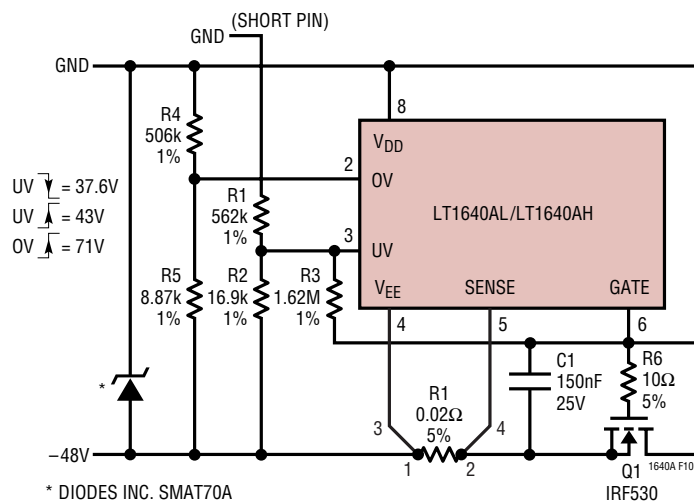 (SHORT PIN)
GND
GND
R4
506k
1%
8
V_DD
2
OV
UV = 37.6V
UV = 43V
OV = 71V
R1
562k
1%
LT1640AL/LT1640AH
3
UV
R5
8.87k
1%
R2
16.9k
1%
R3
1.62M
1%
V_EE
SENSE
GATE
4
5
6
C1
150nF
25V
R6
10Ω
5%
R1
0.02Ω
5%
3
4
*
–48V
1
2
Q1
IRF530
1640A F10
* DIODES INC. SMAT70A